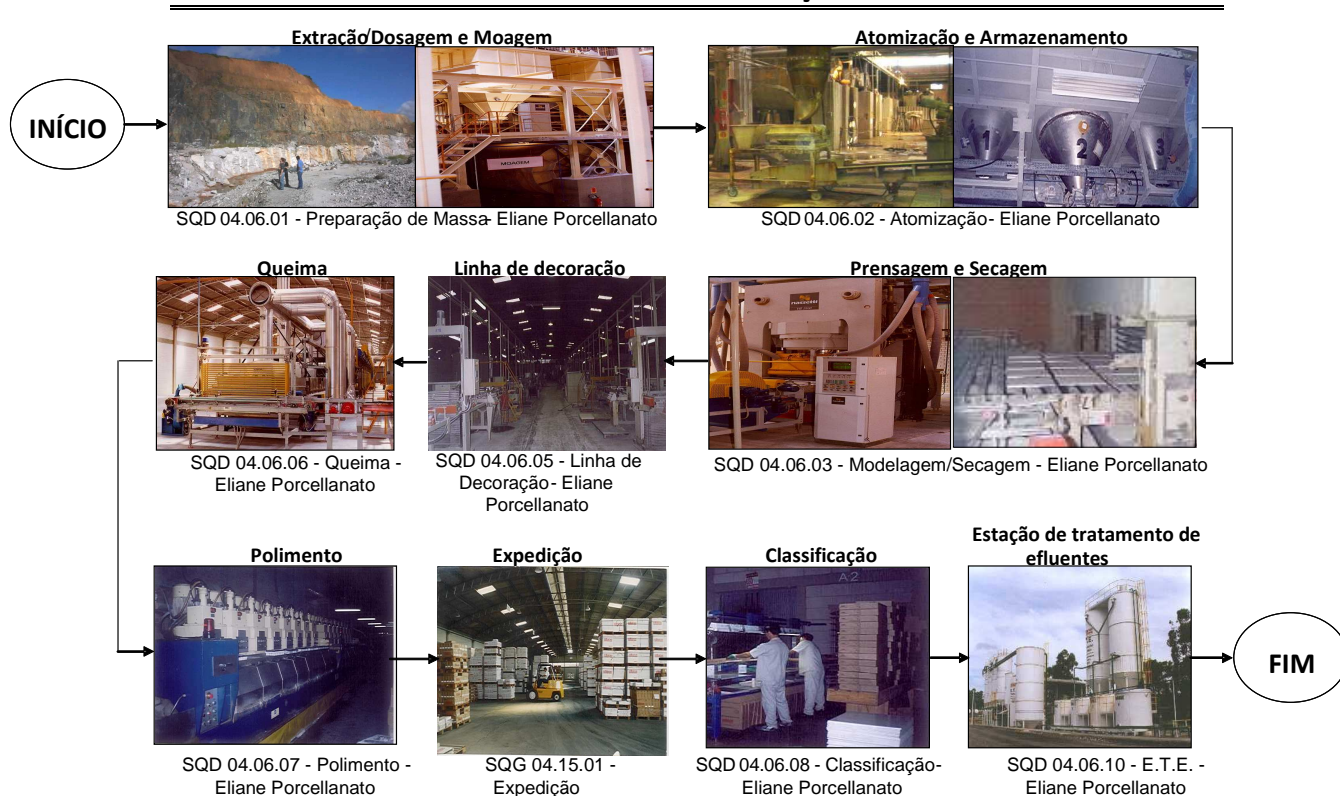 Extração/Dosagem e Moagem
Atomização e Armazenamento
INÍCIO
MOAGEM
1
2
3
SQD 04.06.01 - Preparação de Massa- Eliane Porcellanato
SQD 04.06.02 - Atomização- Eliane Porcellanato
Queima
Linha de decoração
Prensagem e Secagem
SQD 04.06.06 - Queima -
Eliane Porcellanato
SQD 04.06.05 - Linha de
Decoração- Eliane
Porcellanato
SQD 04.06.03 - Modelagem/Secagem - Eliane Porcellanato
Polimento
Expedição
Classificação
Estação de tratamento de
efluentes
A2
FIM
SQD 04.06.07 - Polimento -
Eliane Porcellanato
SQG 04.15.01 -
Expedição
SQD 04.06.08 - Classificação-
Eliane Porcellanato
SQD 04.06.10 - E.T.E. -
Eliane Porcellanato